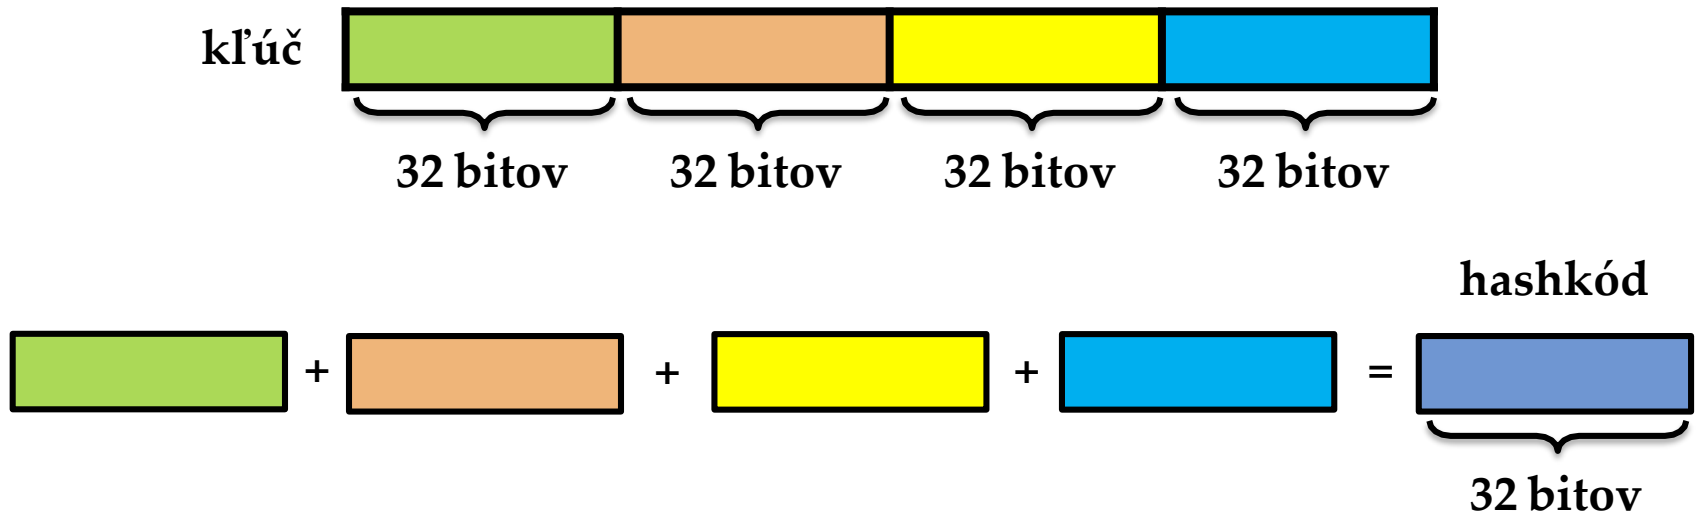 kľúč
32 bitov 32 bitov 32 bitov 32 bitov
hashkód
+ + + =
32 bitov